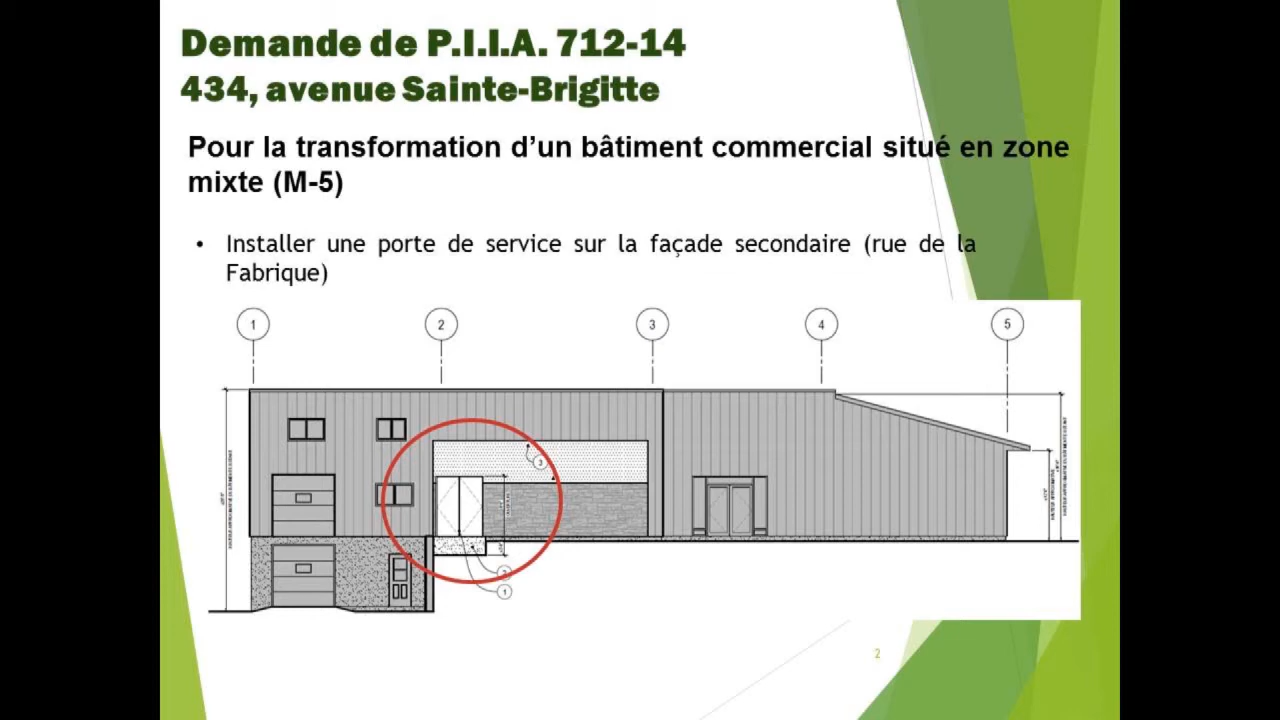 Demande de P.I.I.A. 712-14
434, avenue Sainte-Brigitte
Pour la transformation d’un bâtiment commercial situé en zone
mixte (M-5)
• Installer une porte de service sur la façade secondaire (rue de la
Fabrique)
1 2 3 4 5
3
1
2